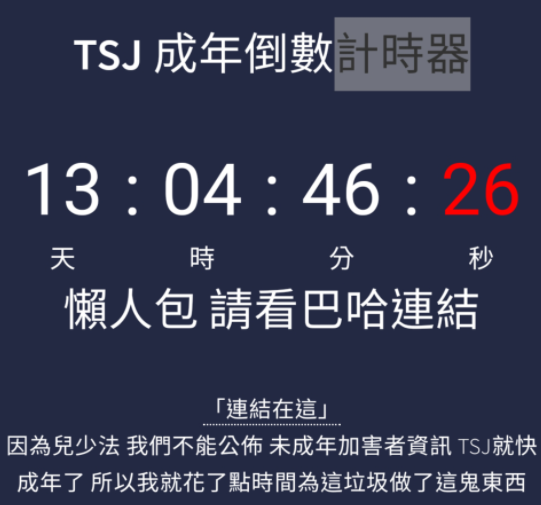 TSJ 成年倒數計時器
13 : 04 : 46 : 26
天 時 分 秒
懶人包 請看巴哈連結
「連結在這」
因為兒少法 我們不能公佈 未成年加害者資訊 TSJ就快
成年了 所以我就花了點時間為這垃圾做了這鬼東西